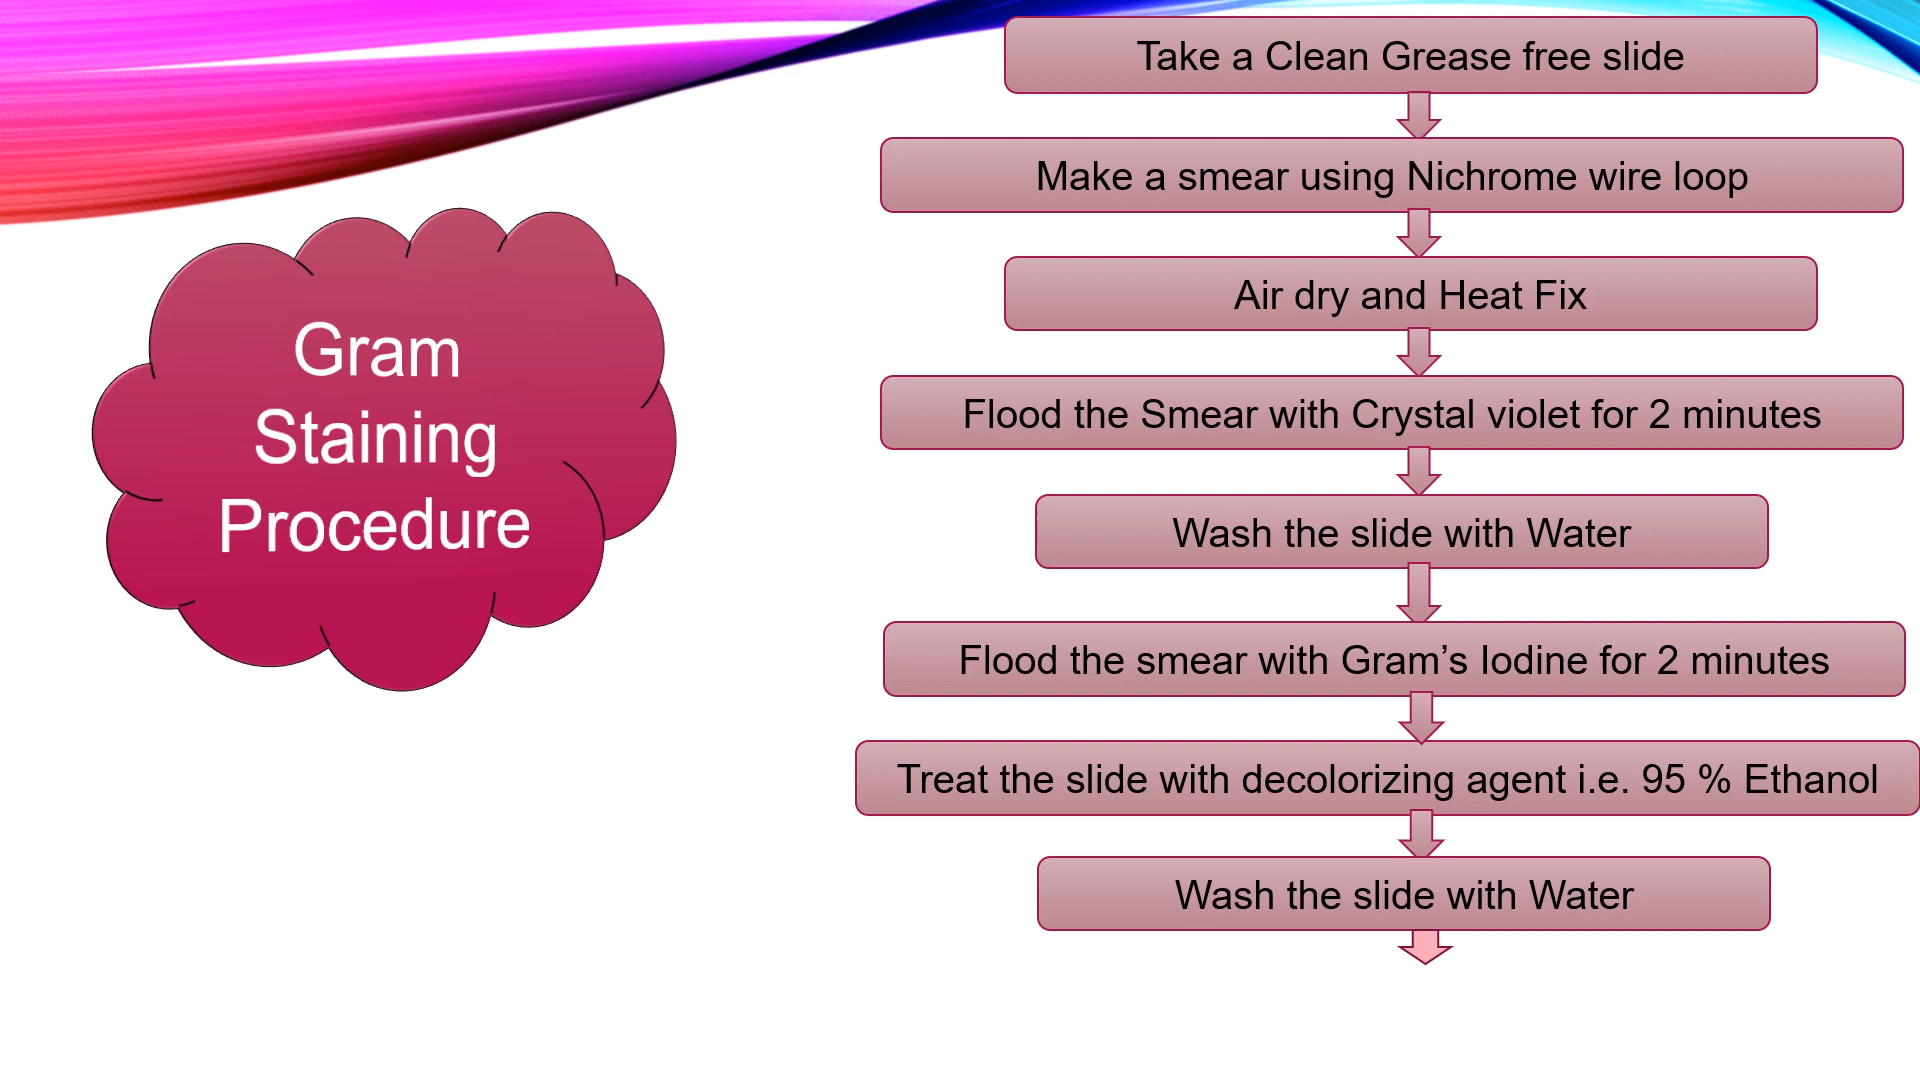 Gram
Staining
Procedure
Take a Clean Grease free slide
Make a smear using Nichrome wire loop
Air dry and Heat Fix
Flood the Smear with Crystal violet for 2 minutes
Wash the slide with Water
Flood the smear with Gram’s Iodine for 2 minutes
Treat the slide with decolorizing agent i.e. 95 % Ethanol
Wash the slide with Water